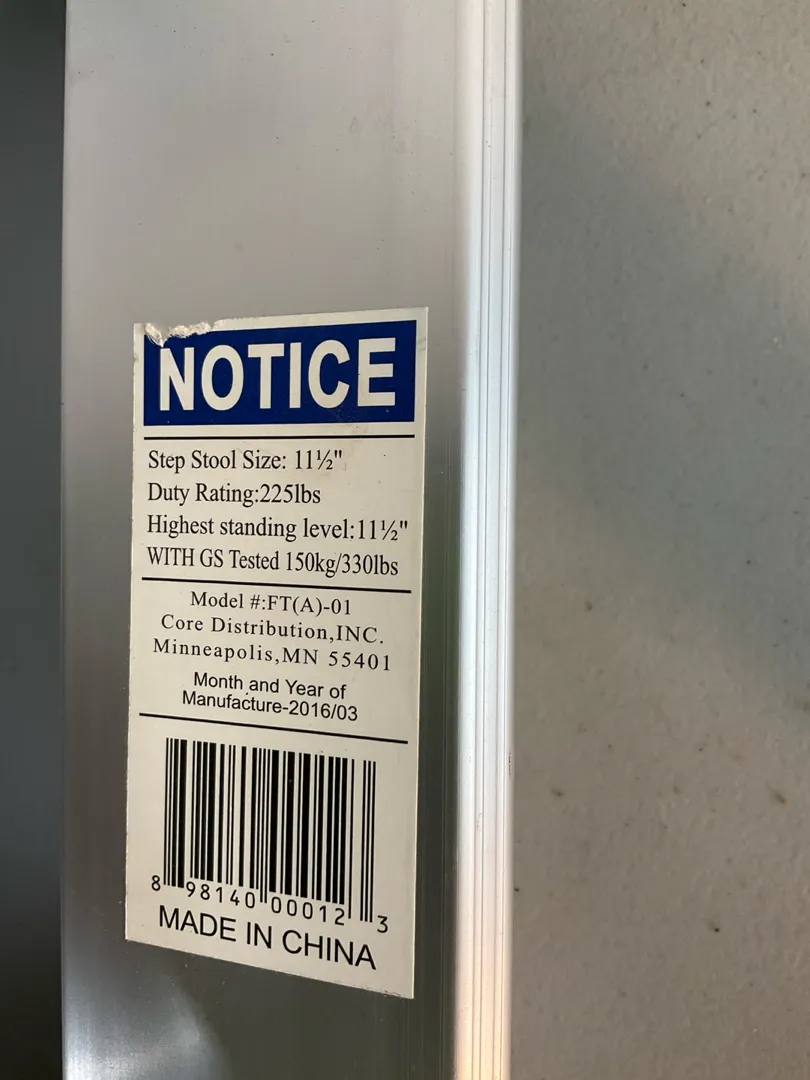 NOTICE
Step Stool Size: 11½"
Duty Rating:225lbs
Highest standing level:11½"
WITH GS Tested 150kg/330lbs
Model #:FT(A)-01
Core Distribution,INC.
Minneapolis,MN 55401
Month and Year of
Manufacture-2016/03
8 98140 00012 3
MADE IN CHINA